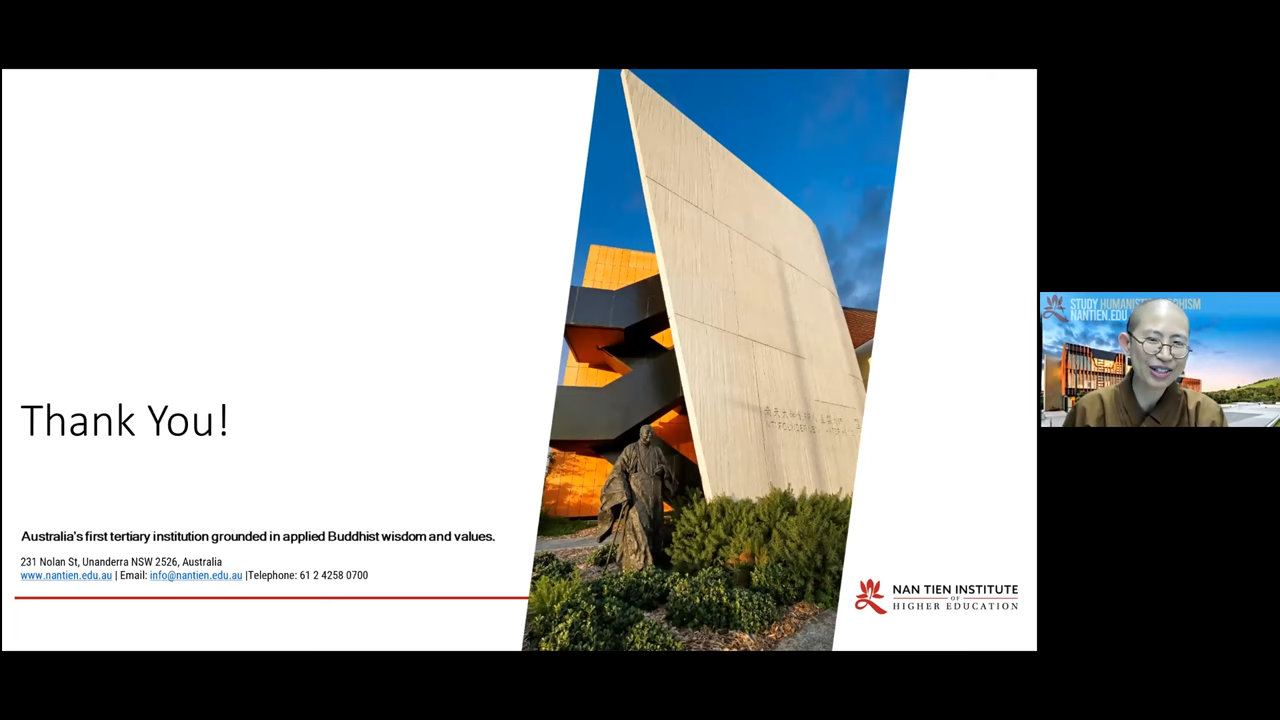 Thank You!
Australia's first tertiary institution grounded in applied Buddhist wisdom and values.
231 Nolan St, Unanderra NSW 2526, Australia
www.nantien.edu.au | Email: info@nantien.edu.au |Telephone: 61 2 4258 0700
NAN TIEN INSTITUTE
OF
HIGHER EDUCATION
STUDY HUMANIS
NANTIEN.EDU